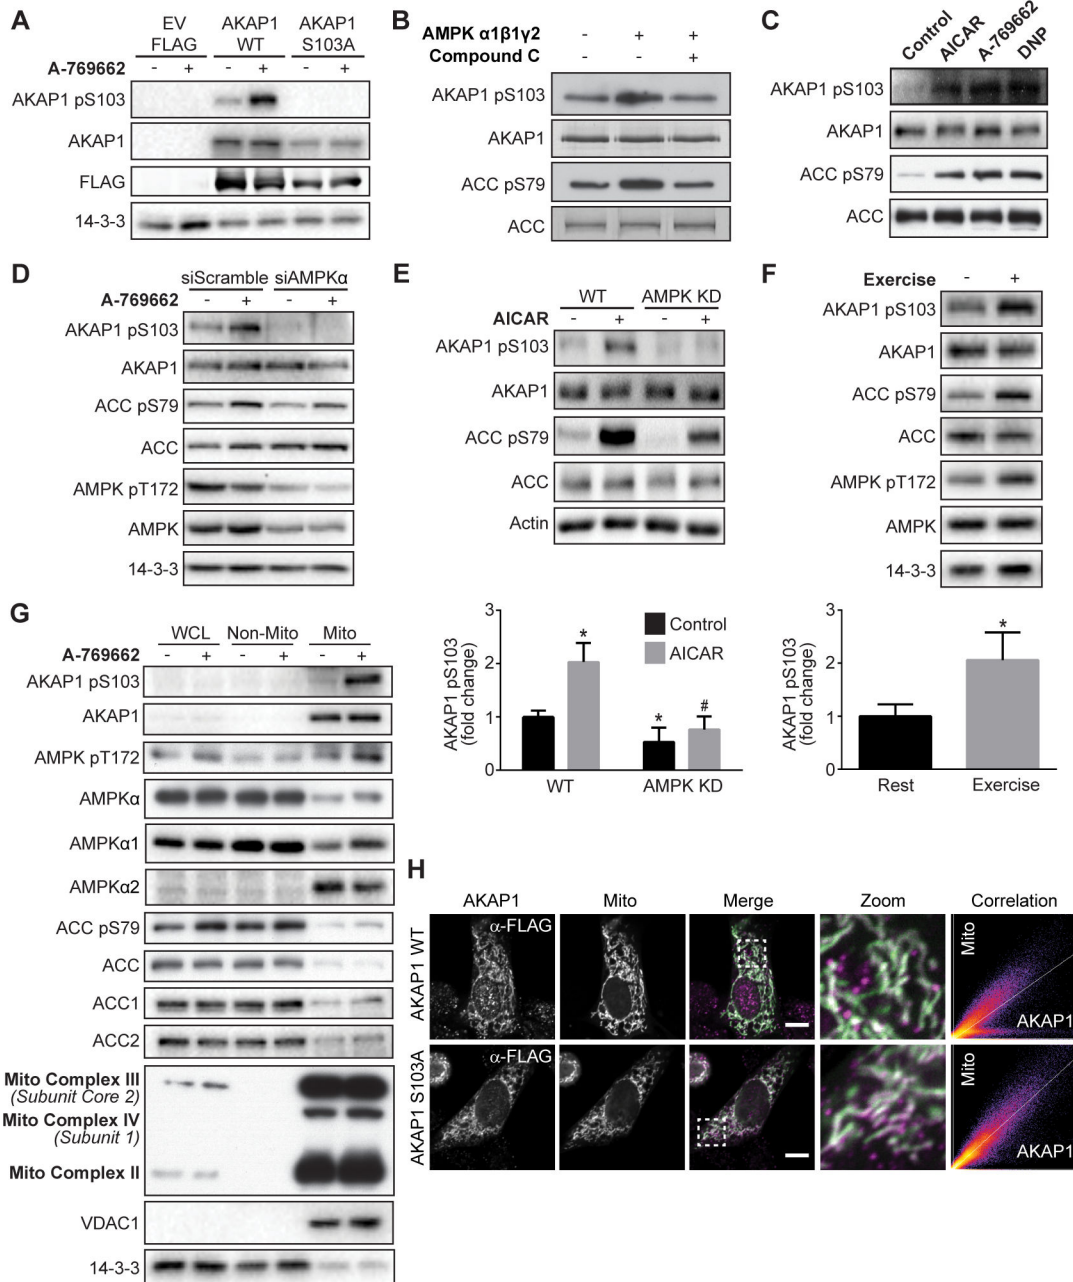 A
EV
FLAG
AKAP1
WT
AKAP1
S103A
A-769662
- + - + - +
AKAP1 pS103
AKAP1
FLAG
14-3-3
B
AMPK α1β1γ2 - + +
Compound C - - +
AKAP1 pS103
AKAP1
ACC pS79
ACC
C
Control
AICAR
A-769662
DNP
AKAP1 pS103
AKAP1
ACC pS79
ACC
D
siScramble siAMPKα
A-769662 - + - +
AKAP1 pS103
AKAP1
ACC pS79
ACC
AMPK pT172
AMPK
14-3-3
E
WT AMPK KD
AICAR - + - +
AKAP1 pS103
AKAP1
ACC pS79
ACC
Actin
AKAP1 pS103
(fold change)
3
2
1
0
* * #
Control
AICAR
WT AMPK KD
F
Exercise - +
AKAP1 pS103
AKAP1
ACC pS79
ACC
AMPK pT172
AMPK
14-3-3
AKAP1 pS103
(fold change)
3
2
1
0
*
Rest Exercise
G
WCL Non-Mito Mito
A-769662 - + - + - +
AKAP1 pS103
AKAP1
AMPK pT172
AMPKα
AMPKα1
AMPKα2
ACC pS79
ACC
ACC1
ACC2
Mito Complex III
(Subunit Core 2)
Mito Complex IV
(Subunit 1)
Mito Complex II
VDAC1
14-3-3
H
AKAP1 Mito Merge Zoom Correlation
AKAP1 WT
α-FLAG
Mito
AKAP1
AKAP1 S103A
α-FLAG
Mito
AKAP1